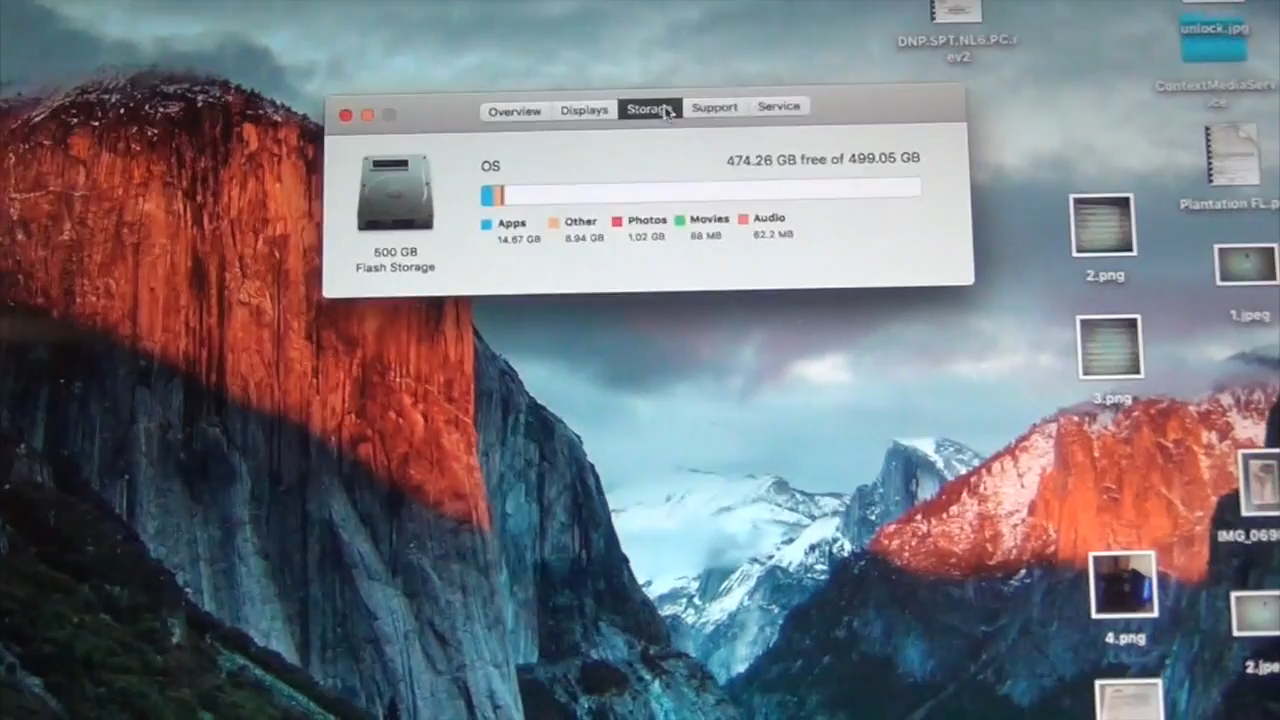 DNP.SPT.NL6.PC.r
ev2
unlock.jpg
ContextMediaServ
ice
Overview Displays Storage Support Service
OS
474.26 GB free of 499.05 GB
Apps Other Photos Movies Audio
14.67 GB 8.94 GB 1.02 GB 88 MB 62.2 MB
500 GB
Flash Storage
Plantation FL.p
2.png
1.jpeg
3.png
IMG_069
4.png
2.jpe